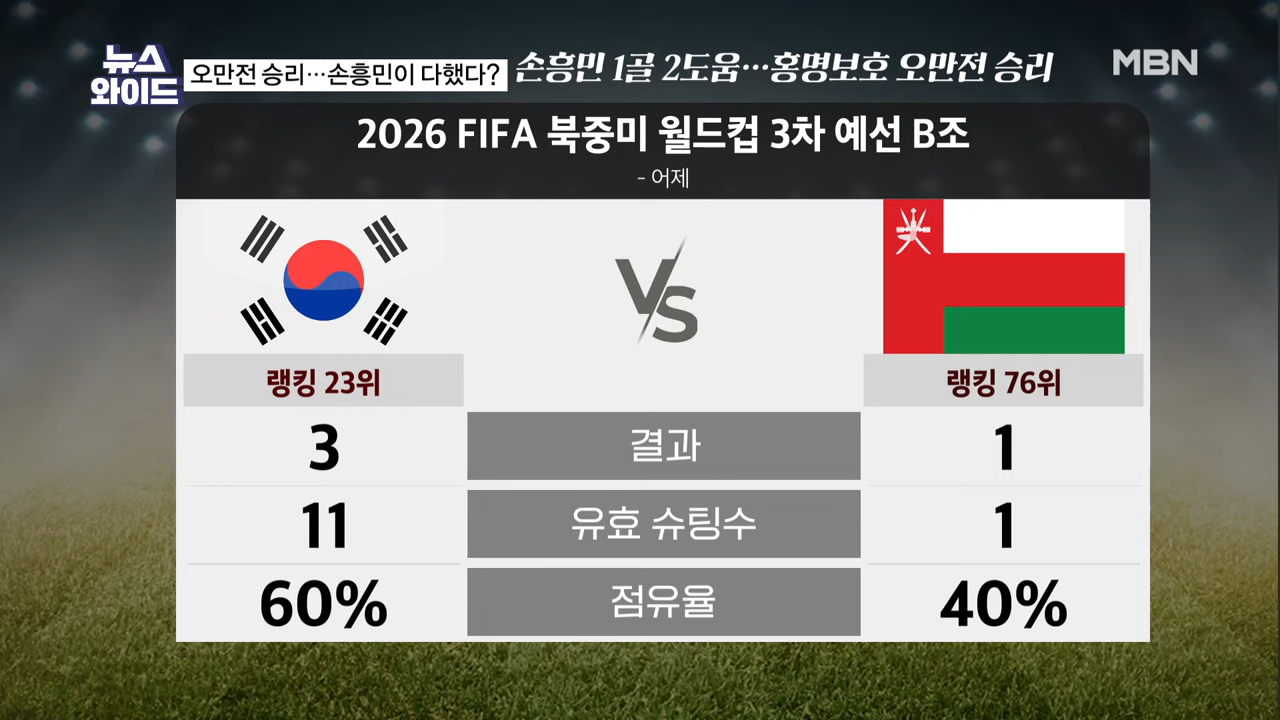 뉴스
와이드
오만전 승리…손흥민이 다했다?
손흥민 1골 2도움…홍명보호 오만전 승리
MBN
2026 FIFA 북중미 월드컵 3차 예선 B조
- 어제
VS
랭킹 23위
랭킹 76위
3 결과 1
11 유효 슈팅수 1
60% 점유율 40%